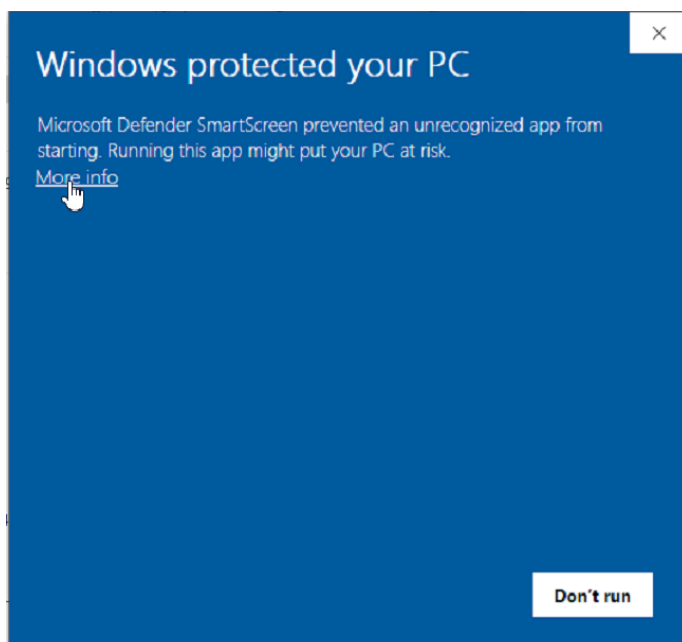 Windows protected your PC
Microsoft Defender SmartScreen prevented an unrecognized app from
starting. Running this app might put your PC at risk.
More info
Don't run